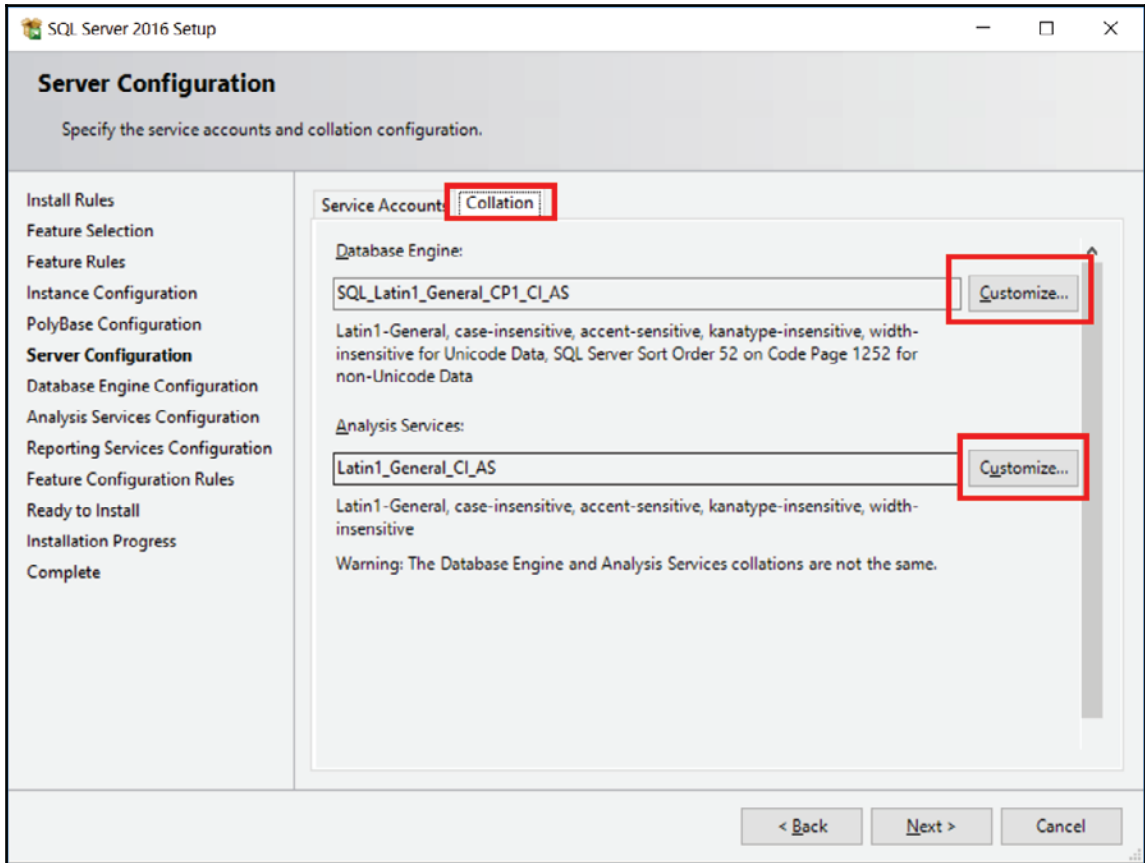 SQL Server 2016 Setup
Server Configuration
Specify the service accounts and collation configuration.
Install Rules
Feature Selection
Feature Rules
Instance Configuration
PolyBase Configuration
Server Configuration
Database Engine Configuration
Analysis Services Configuration
Reporting Services Configuration
Feature Configuration Rules
Ready to Install
Installation Progress
Complete
Service Accounts Collation
Database Engine:
SQL_Latin1_General_CP1_CI_AS Customize...
Latin1-General, case-insensitive, accent-sensitive, kanatype-insensitive, width-
insensitive for Unicode Data, SQL Server Sort Order 52 on Code Page 1252 for
non-Unicode Data
Analysis Services:
Latin1_General_CI_AS Customize...
Latin1-General, case-insensitive, accent-sensitive, kanatype-insensitive, width-
insensitive
Warning: The Database Engine and Analysis Services collations are not the same.
< Back Next > Cancel